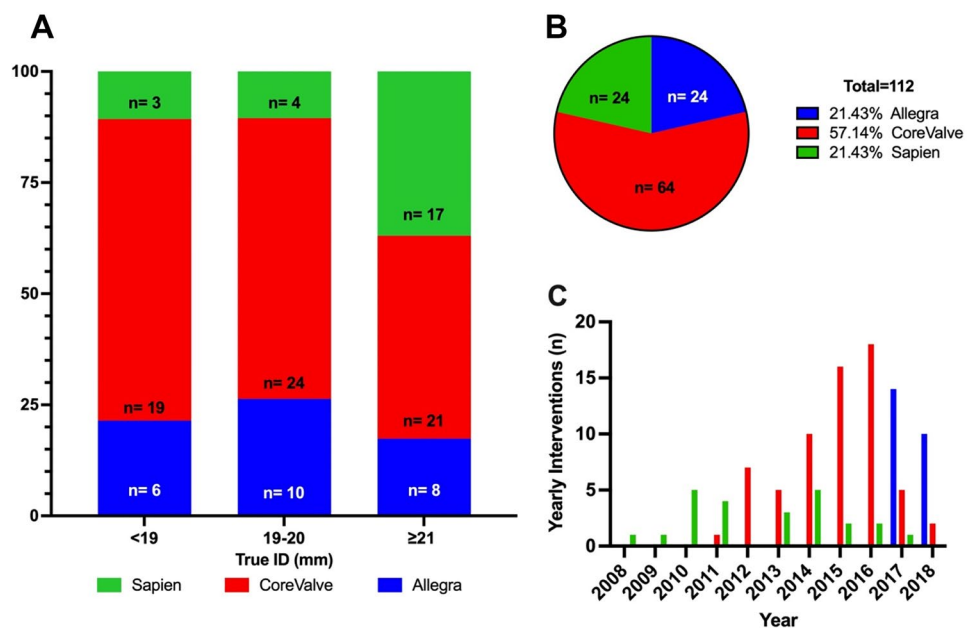 A
100
75
50
25
0
n= 3
n= 4
n= 17
n= 19
n= 24
n= 21
n= 6
n= 10
n= 8
<19
19-20
≥21
True ID (mm)
Sapien
CoreValve
Allegra
B
n= 24
n= 24
n= 64
Total=112
21.43% Allegra
57.14% CoreValve
21.43% Sapien
C
Yearly Interventions (n)
20
15
10
5
0
2008
2009
2010
2011
2012
2013
2014
2015
2016
2017
2018
Year